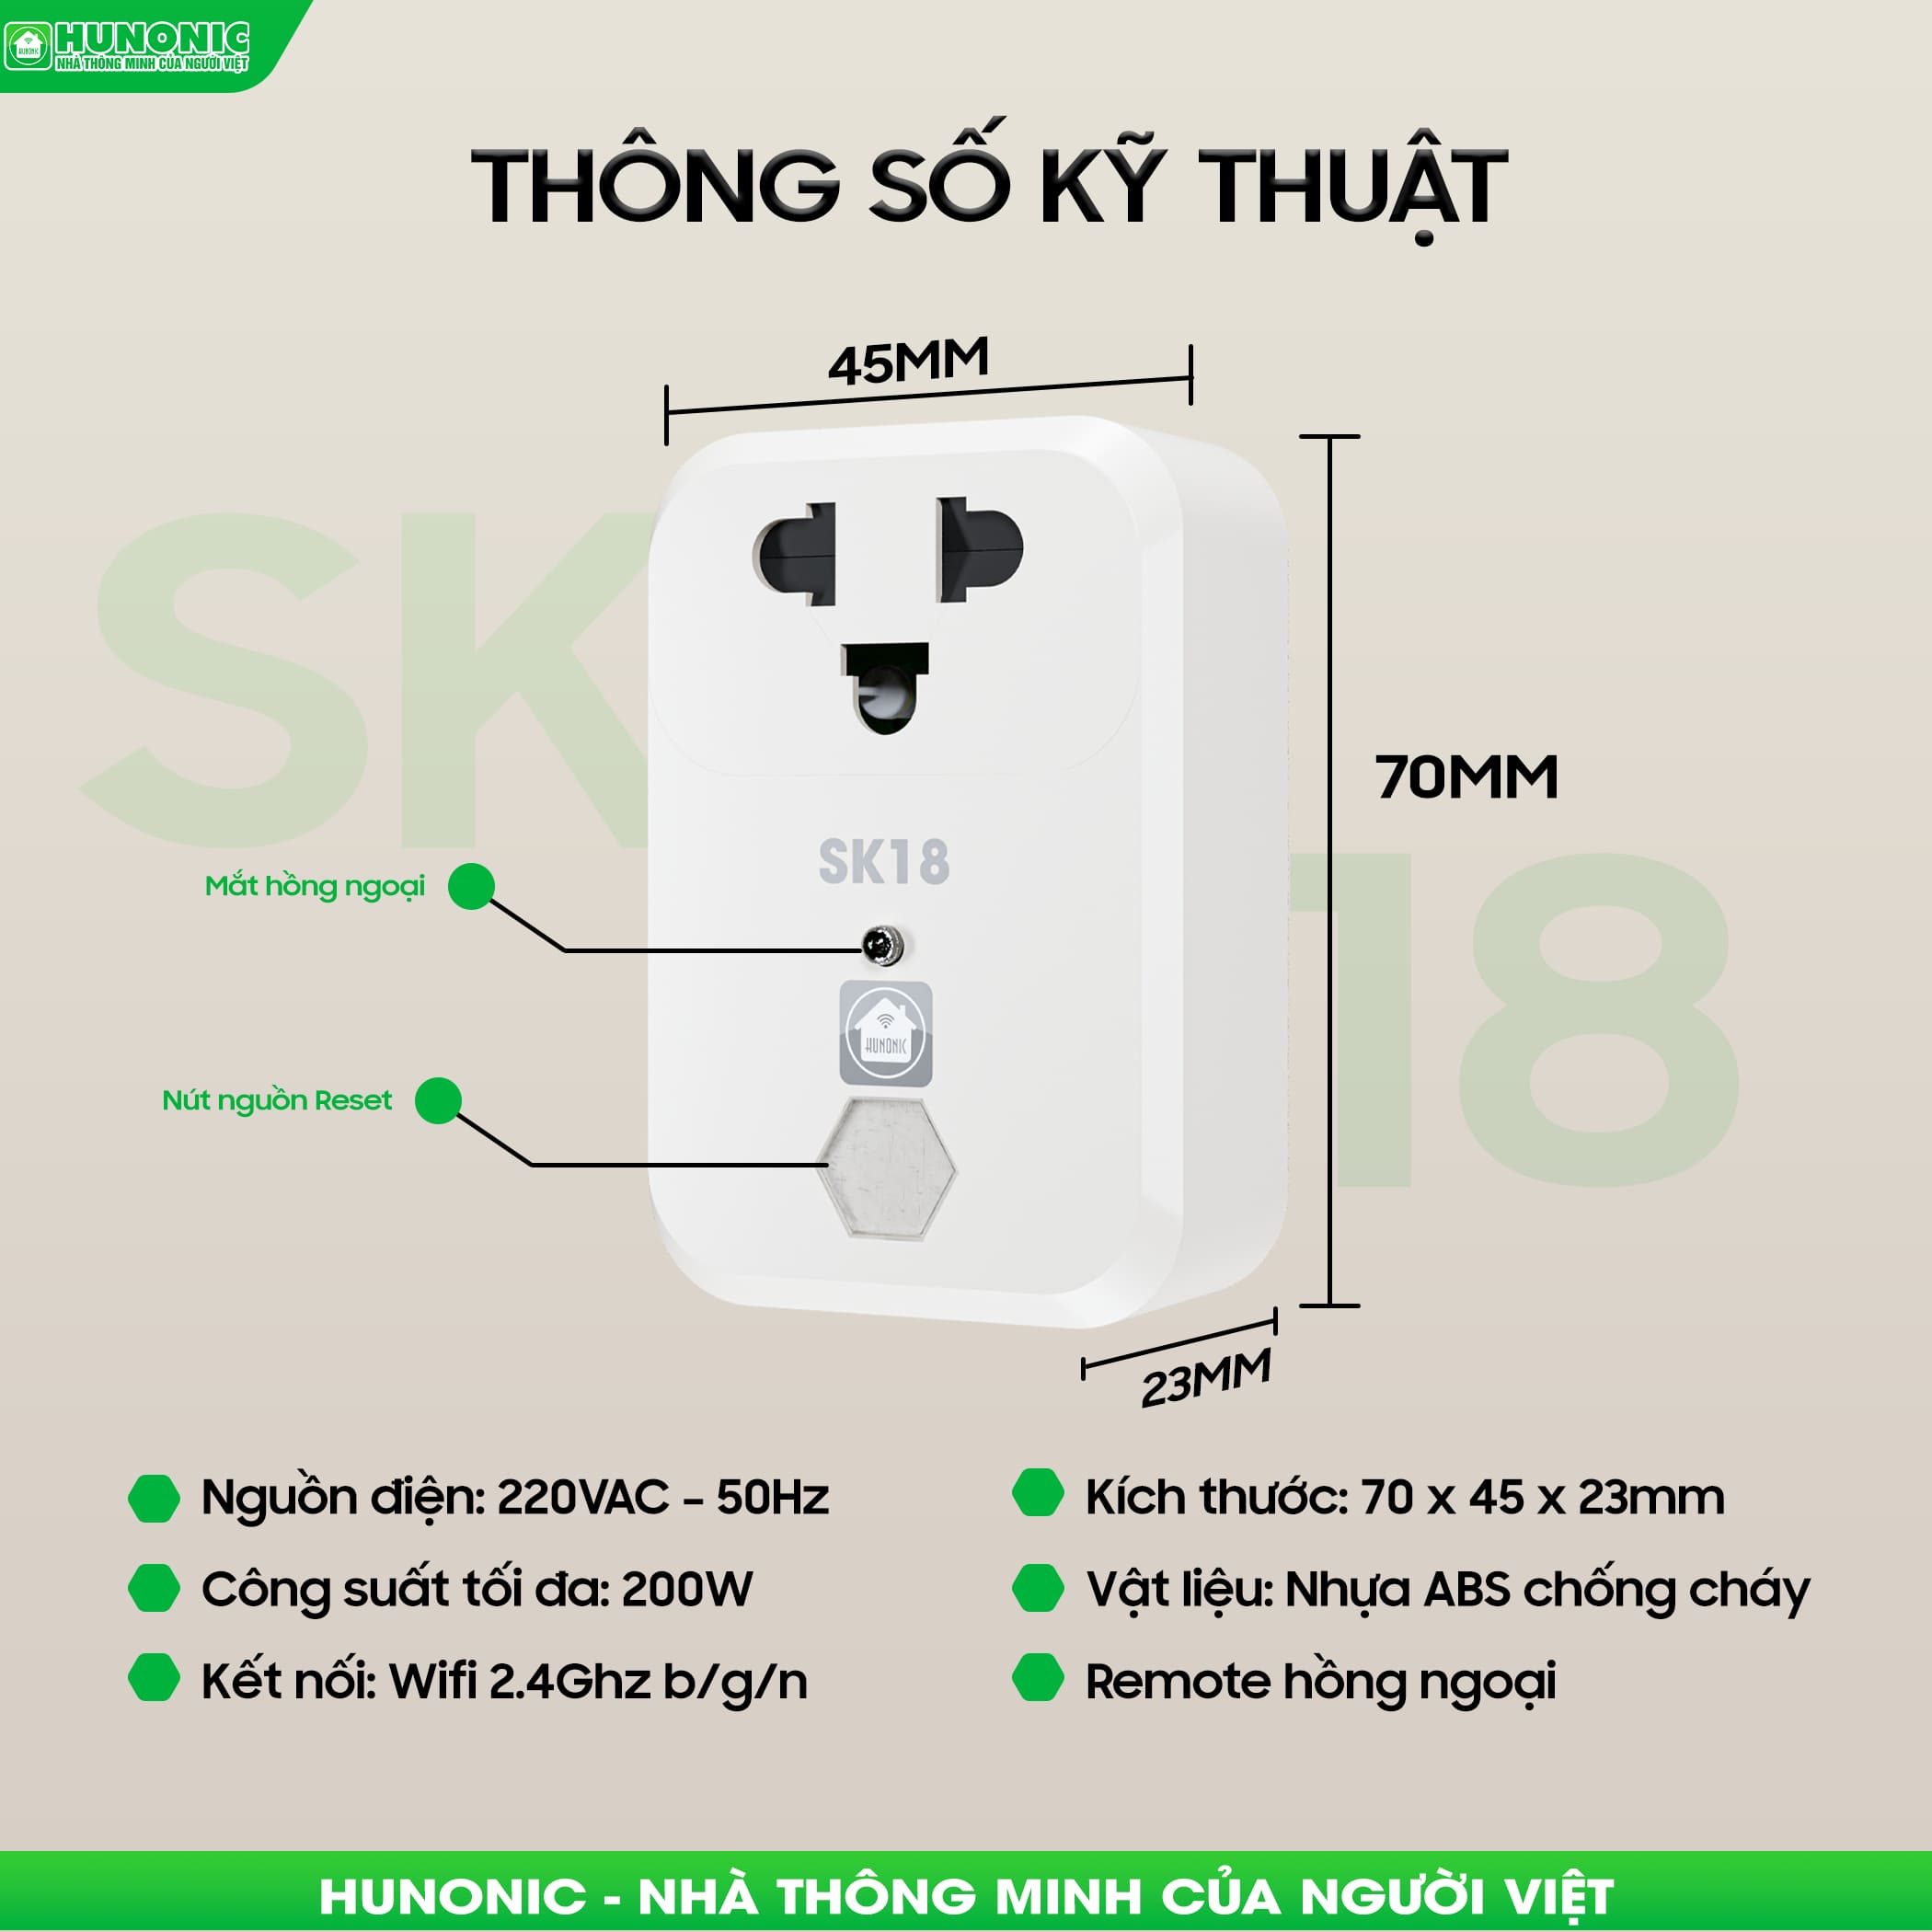 HUNONIC
NHÀ THÔNG MINH CỦA NGƯỜI VIỆT
THÔNG SỐ KỸ THUẬT
45MM
SK
70MM
SK18
18
Mắt hồng ngoại
HUNONIC
Nút nguồn Reset
23MM
Nguồn điện: 220VAC - 50Hz
Công suất tối đa: 200W
Kết nối: Wifi 2.4Ghz b/g/n
Kích thước: 70 x 45 x 23mm
Vật liệu: Nhựa ABS chống cháy
Remote hồng ngoại
HUNONIC - NHÀ THÔNG MINH CỦA NGƯỜI VIỆT